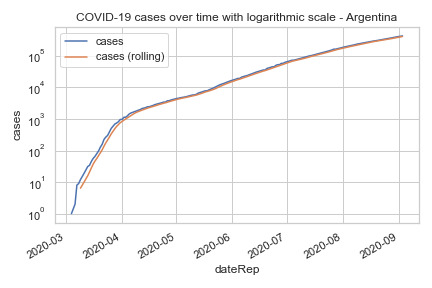 COVID-19 cases over time with logarithmic scale - Argentina
cases
cases (rolling)
10^5
10^4
10^3
10^2
10^1
10^0
cases
2020-03
2020-04
2020-05
2020-06
2020-07
2020-08
2020-09
dateRep